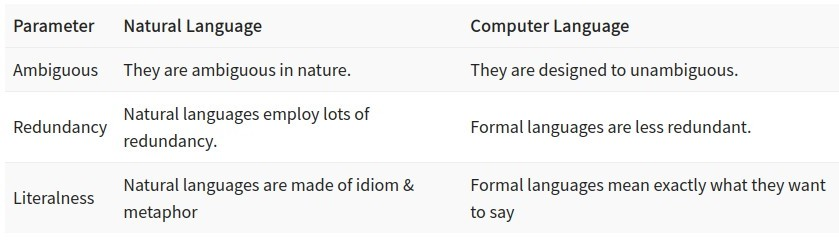 Parameter Natural Language Computer Language
Ambiguous They are ambiguous in nature. They are designed to unambiguous.
Redundancy Natural languages employ lots of
redundancy. Formal languages are less redundant.
Literalness Natural languages are made of idiom &
metaphor Formal languages mean exactly what they want
to say